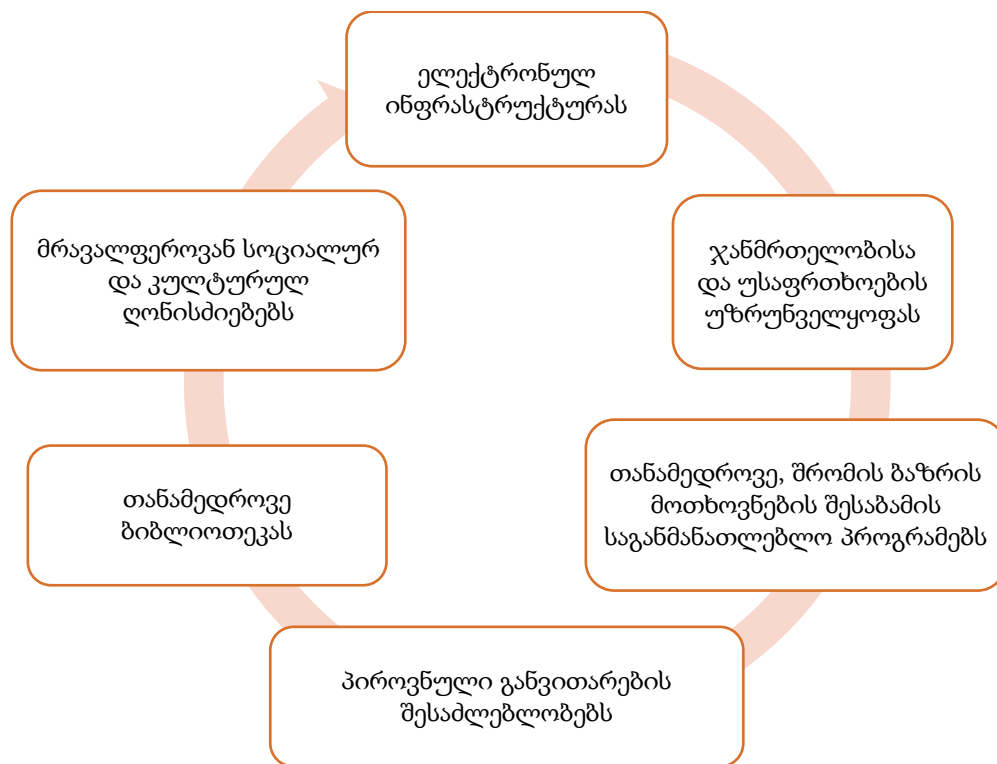 ელექტრონულ
ინფრასტრუქტურას
ჯანმრთელობისა
და უსაფრთხოების
უზრუნველყოფას
თანამედროვე, შრომის ბაზრის
მოთხოვნების შესაბამის
საგანმანათლებლო პროგრამებს
პიროვნული განვითარების
შესაძლებლობებს
თანამედროვე
ბიბლიოთეკას
მრავალფეროვან სოციალურ
და კულტურულ
ღონისძიებებს